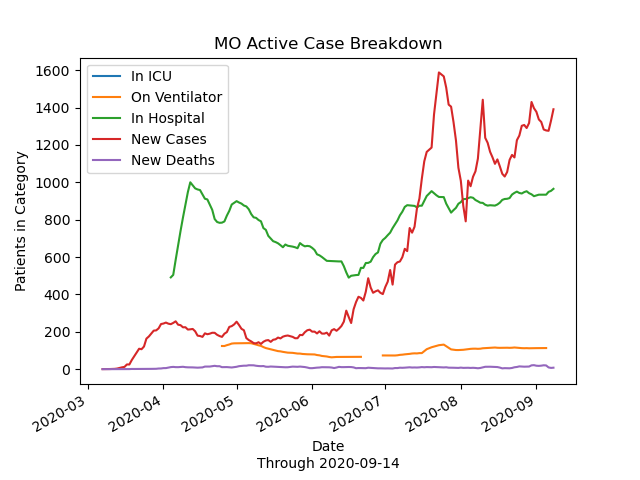 MO Active Case Breakdown
Patients in Category
1600
1400
1200
1000
800
600
400
200
0
In ICU
On Ventilator
In Hospital
New Cases
New Deaths
2020-03
2020-04
2020-05
2020-06
2020-07
2020-08
2020-09
Date
Through 2020-09-14